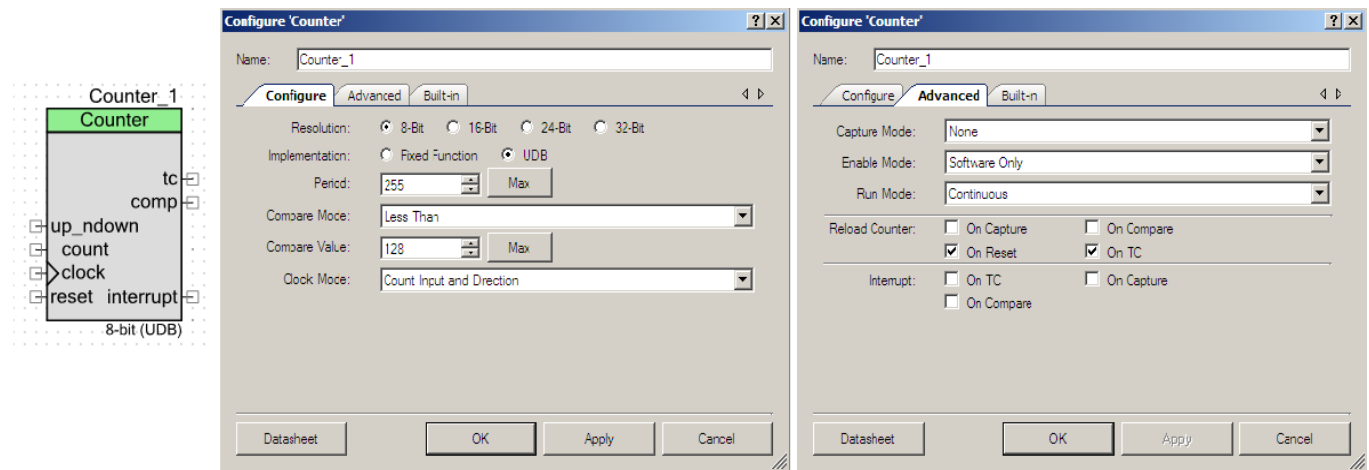 Counter_1
Counter
tc
comp
up_ndown
count
clock
reset interrupt
8-bit (UDB)
Configure 'Counter'
Name: Counter_1
Configure Advanced Built-in
Resolution: 8-Bit 16-Bit 24-Bit 32-Bit
Implementation: Fixed Function UDB
Period: 255 Max
Compare Mode: Less Than
Compare Value: 128 Max
Clock Mode: Count Input and Direction
Datasheet OK Apply Cancel
Configure 'Counter'
Name: Counter_1
Configure Advanced Built-n
Capture Mode: None
Enable Mode: Software Only
Run Mode: Continuous
Reload Counter: On Capture On Compare
On Reset On TC
Interrupt: On TC On Capture
On Compare
Datasheet OK Apply Cancel